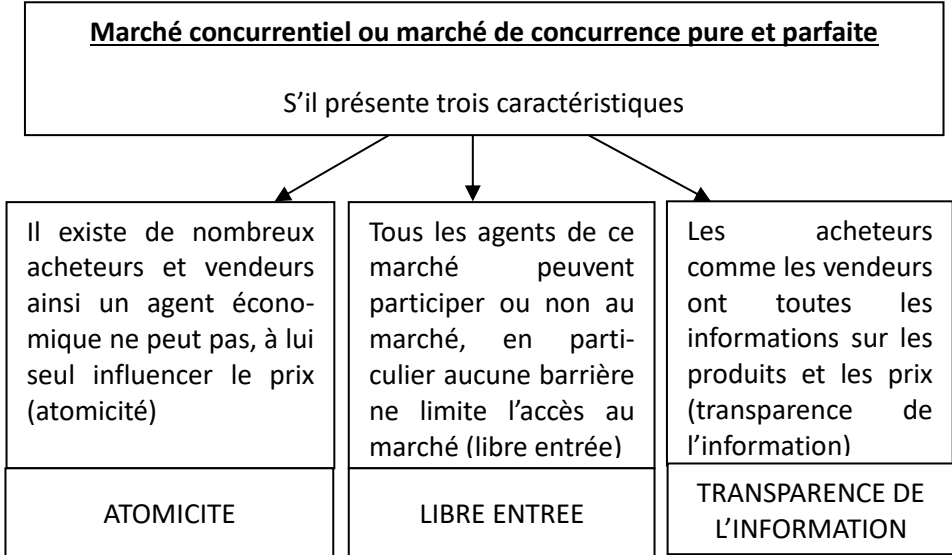 Marché concurrentiel ou marché de concurrence pure et parfaite
S’il présente trois caractéristiques
Il existe de nombreux
acheteurs et vendeurs
ainsi un agent écono-
mique ne peut pas, à lui
seul influencer le prix
(atomicité)
ATOMICITE
Tous les agents de ce
marché peuvent
participer ou non au
marché, en parti-
culier aucune barrière
ne limite l’accès au
marché (libre entrée)
LIBRE ENTREE
Les acheteurs
comme les vendeurs
ont toutes les
informations sur les
produits et les prix
(transparence de
l’information)
TRANSPARENCE DE
L’INFORMATION